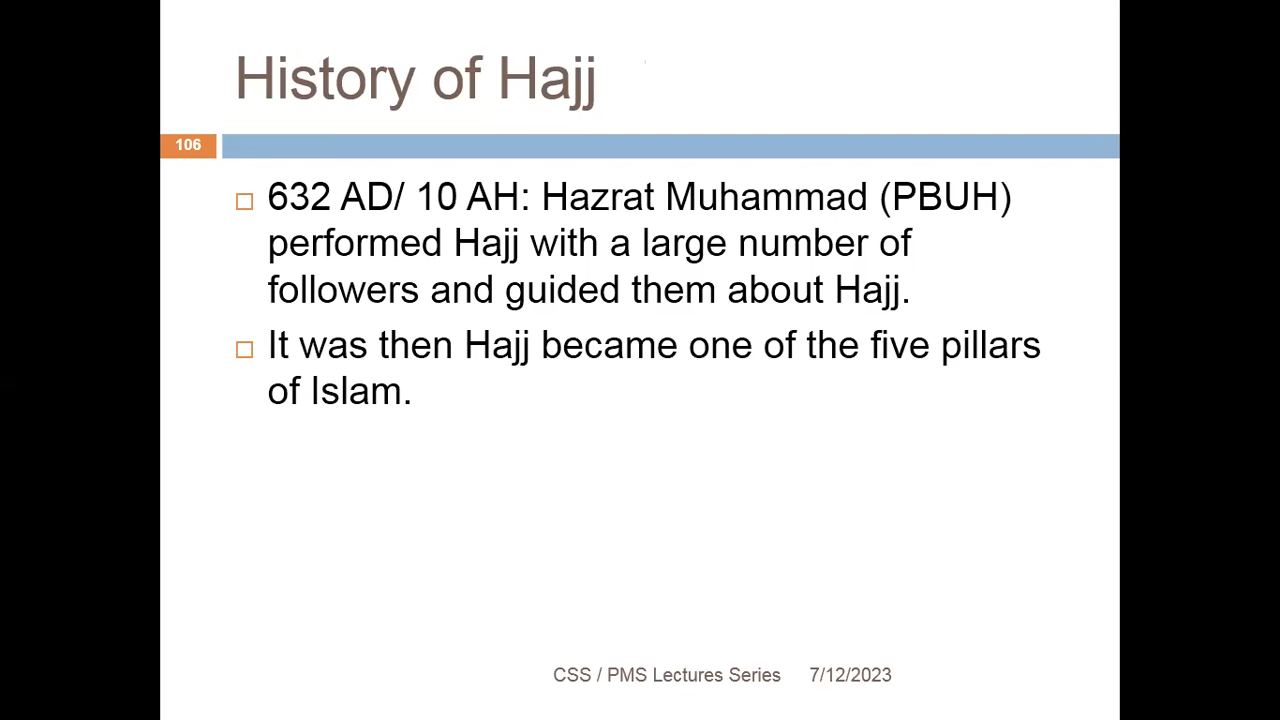 History of Hajj
106
632 AD/ 10 AH: Hazrat Muhammad (PBUH)
performed Hajj with a large number of
followers and guided them about Hajj.
It was then Hajj became one of the five pillars
of Islam.
CSS / PMS Lectures Series 7/12/2023